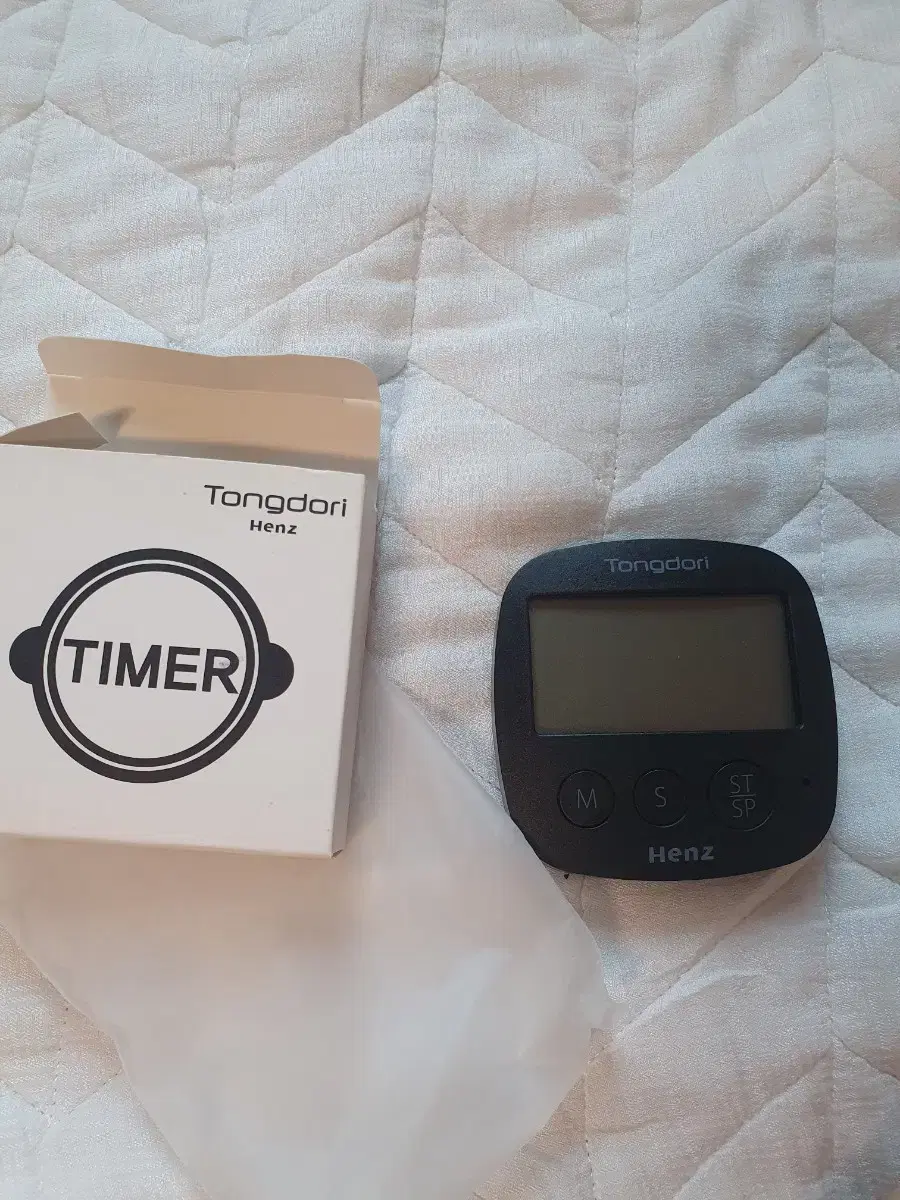 Tongdori
Henz
TIMER
Tongdori
M
S
ST
SP
Henz